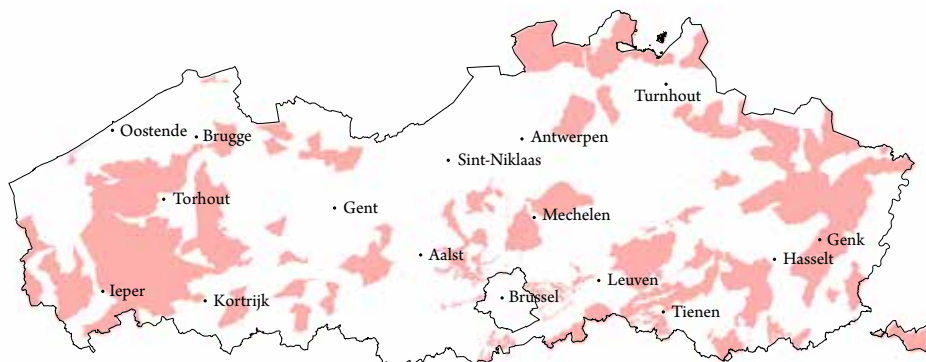 Turnhout
Oostende
Brugge
Antwerpen
Sint-Niklaas
Torhout
Gent
Mechelen
Genk
Aalst
Hasselt
Leuven
Ieper
Kortrijk
Brussel
Tienen